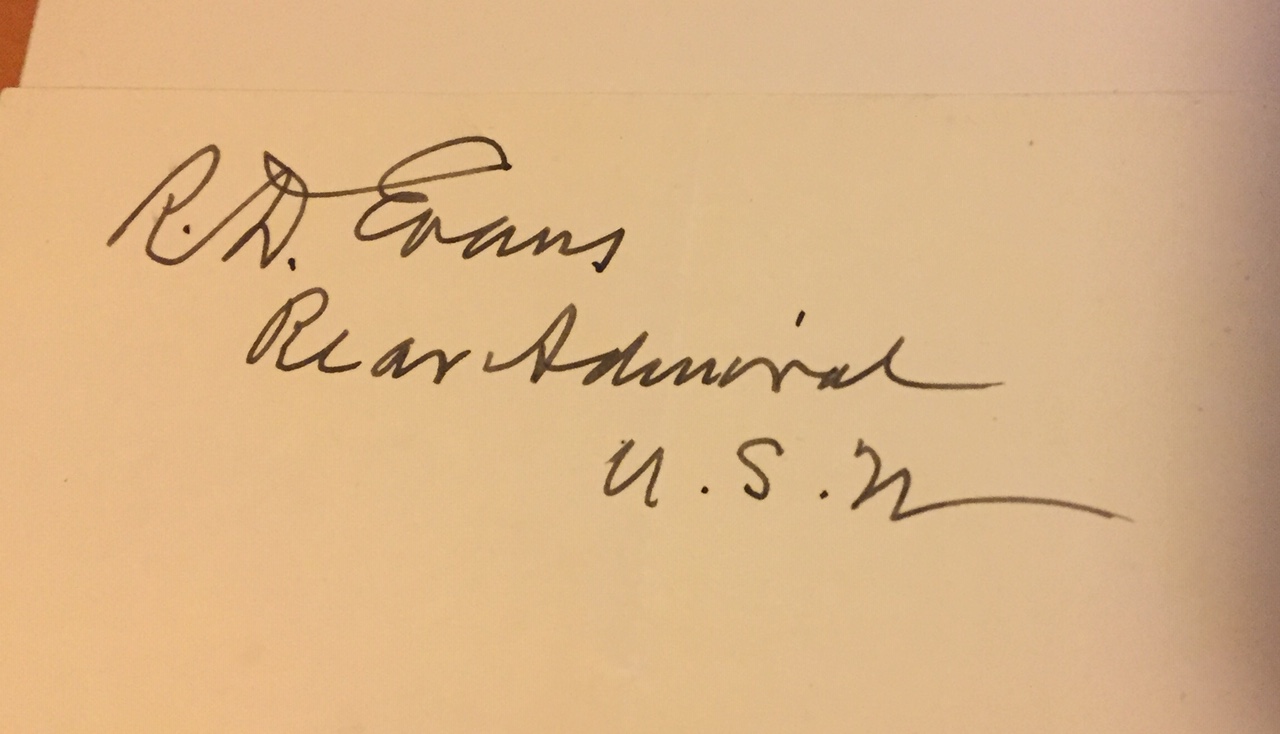 R. D. Evans
Rear Admiral
U.S.N